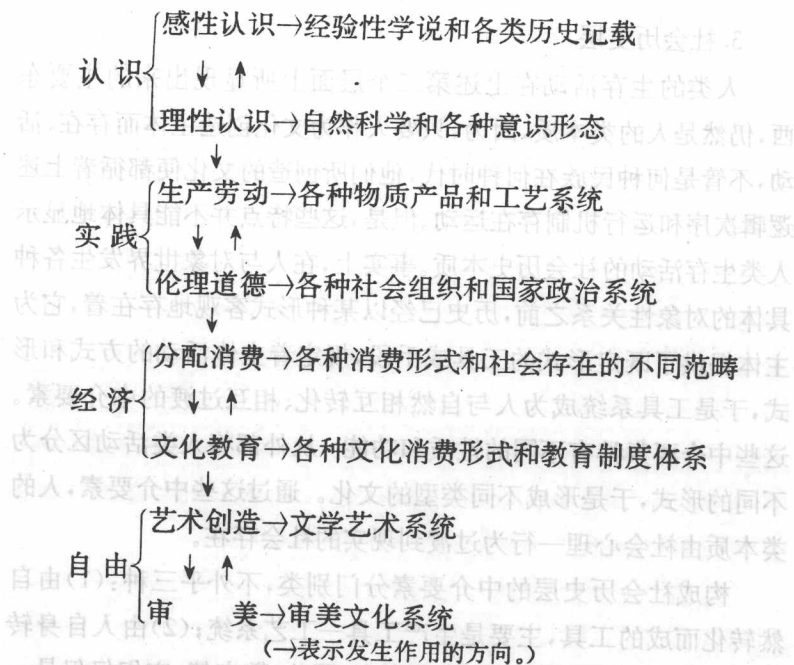 感性认识→经验性学说和各类历史记载
认识
↓ ↑
理性认识→自然科学和各种意识形态
↓
生产劳动→各种物质产品和工艺系统
实践
↓ ↑
伦理道德→各种社会组织和国家政治系统
↓
分配消费→各种消费形式和社会存在的不同范畴
经济
↓ ↑
文化教育→各种文化消费形式和教育制度体系
↓
艺术创造→文学艺术系统
自由
↓ ↑
审 美→审美文化系统
(→表示发生作用的方向。)